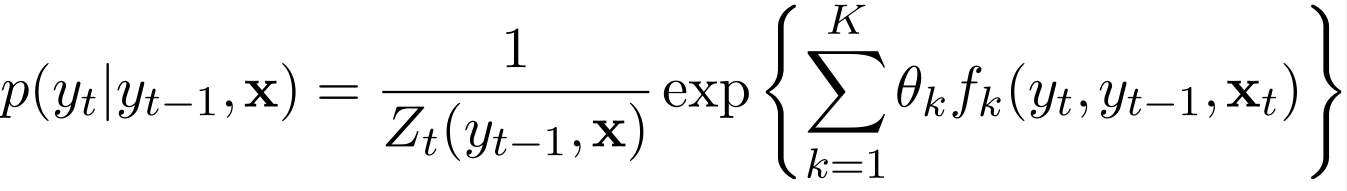 p(y_t|y_{t-1}, \mathbf{x}) = \frac{1}{Z_t(y_{t-1}, \mathbf{x})} \exp \left\{ \sum_{k=1}^{K} \theta_k f_k(y_t, y_{t-1}, \mathbf{x}_t) \right\}